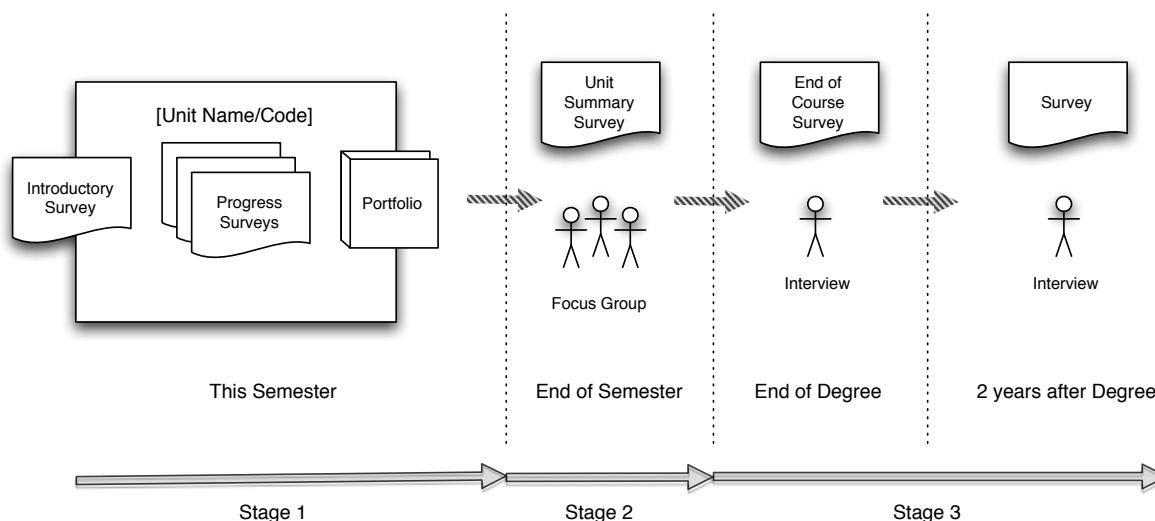 [Unit Name/Code]
Introductory
Survey
Progress
Surveys
Portfolio
Unit
Summary
Survey
Focus Group
End of
Course
Survey
Interview
Survey
Interview
This Semester
End of Semester
End of Degree
2 years after Degree
Stage 1
Stage 2
Stage 3